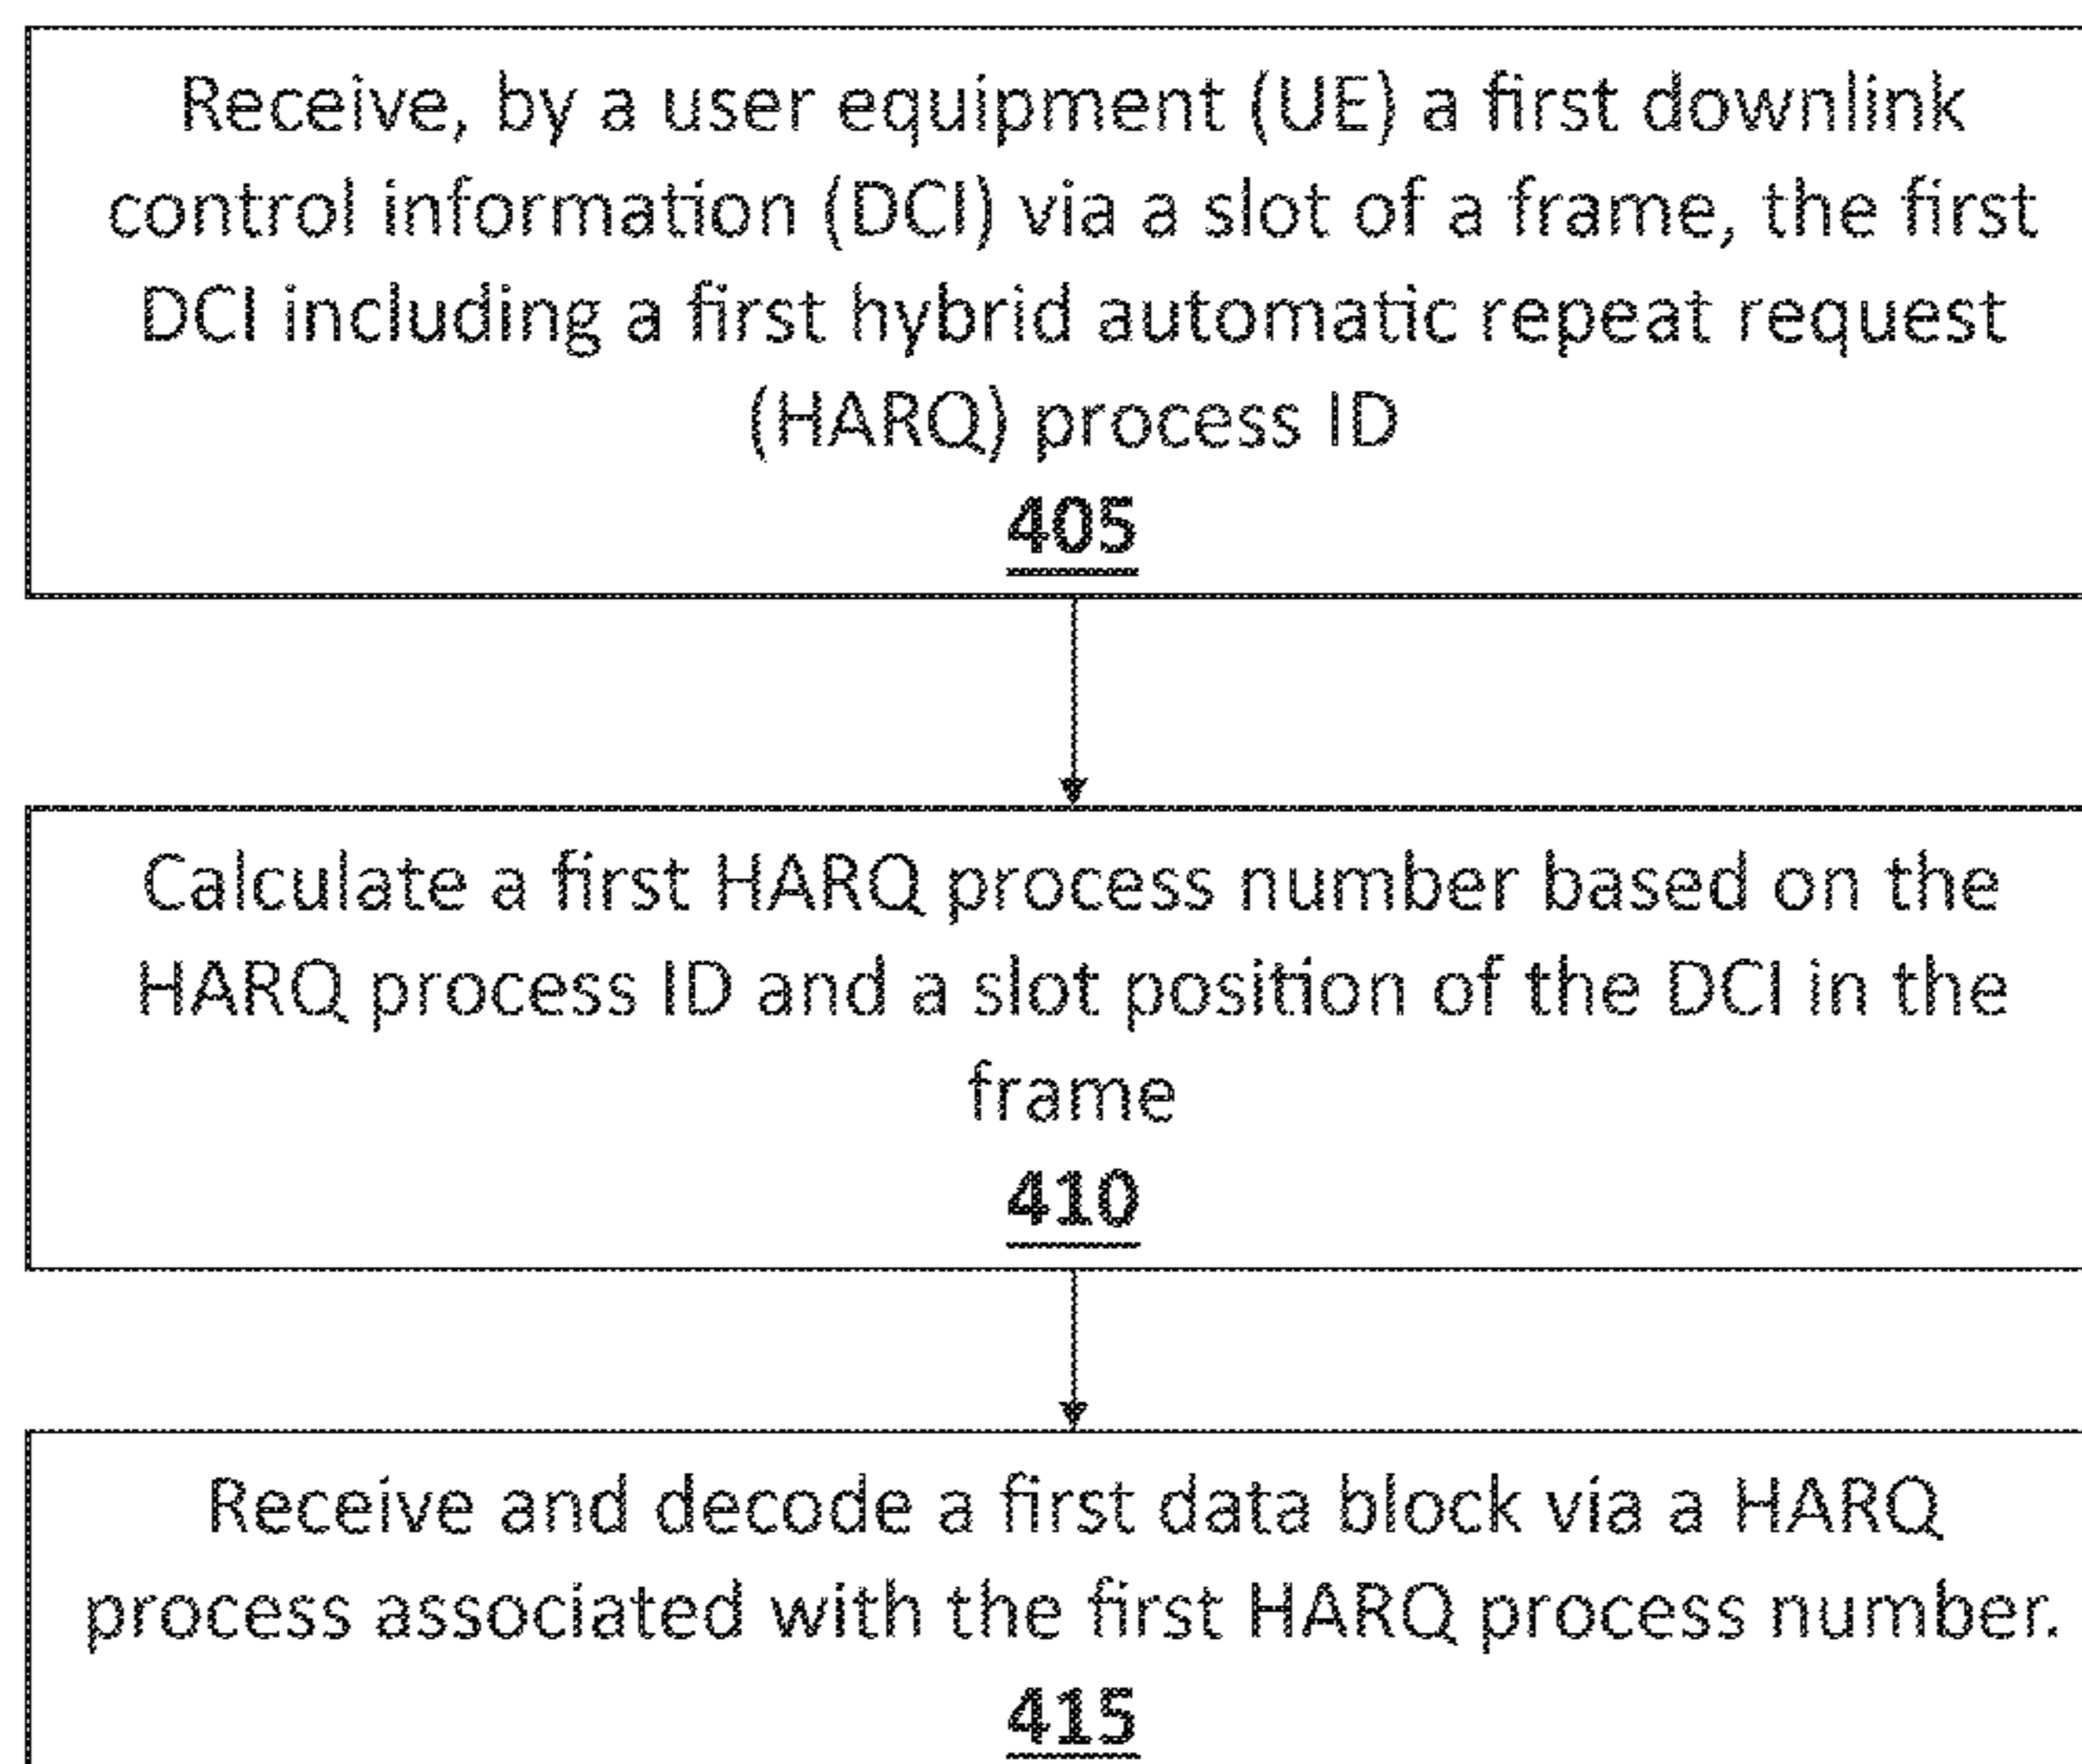 Receive, by a user equipment (UE) a first downlink
control information (DCI) via a slot of a frame, the first
DCI including a first hybrid automatic repeat request
(HARQ) process ID
405
Calculate a first HARQ process number based on the
HARQ process ID and a slot position of the DCI in the
frame
410
Receive and decode a first data block via a HARQ
process associated with the first HARQ process number.
415